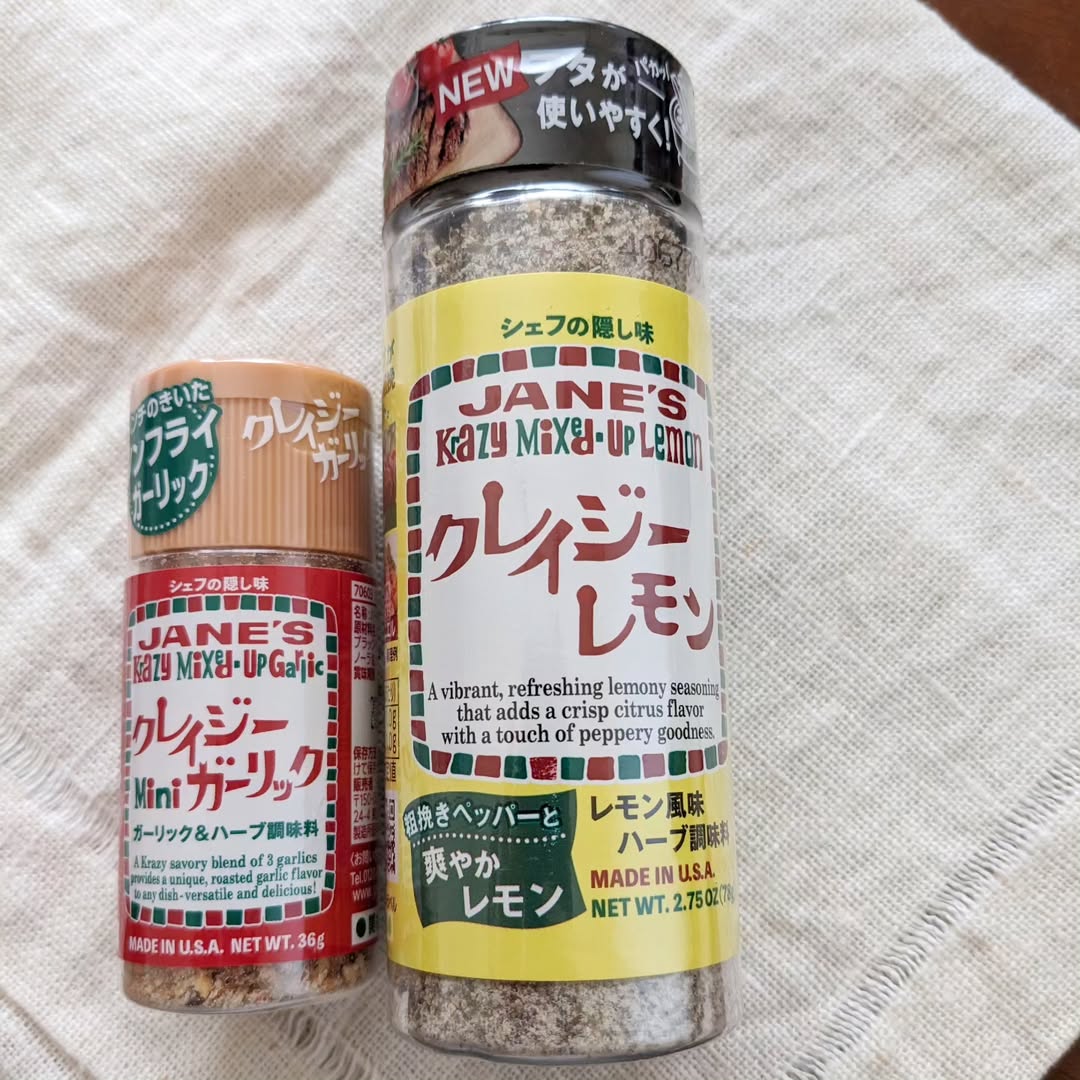 NEW フタが
使いやすく!
シェフの隠し味
JANE'S
Krazy Mixed-Up Lemon
クレイジー
レモン
A vibrant, refreshing lemony seasoning
that adds a crisp citrus flavor
with a touch of peppery goodness.
粗挽きペッパーと
爽やか
レモン
レモン風味
ハーブ調味料
MADE IN U.S.A.
NET WT. 2.75 OZ (78g
チのきいた
ンフライ
ガーリック
クレイジー
ガーリッ
シェフの隠し味
JANE'S
Krazy Mixed-Up Garlic
クレイジー
Mini ガーリック
ガーリック&ハーブ調味料
A Krazy savory blend of 3 garlics
provides a unique, roasted garlic flavor
to any dish-versatile and delicious!
MADE IN U.S.A. NET WT. 36g